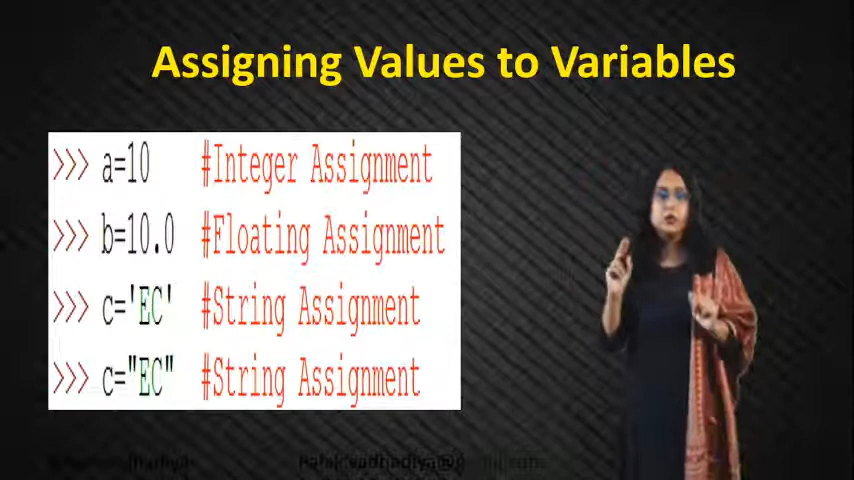 Assigning Values to Variables
>>> a=10 #Integer Assignment
>>> b=10.0 #Floating Assignment
>>> c='EC' #String Assignment
>>> c="EC" #String Assignment